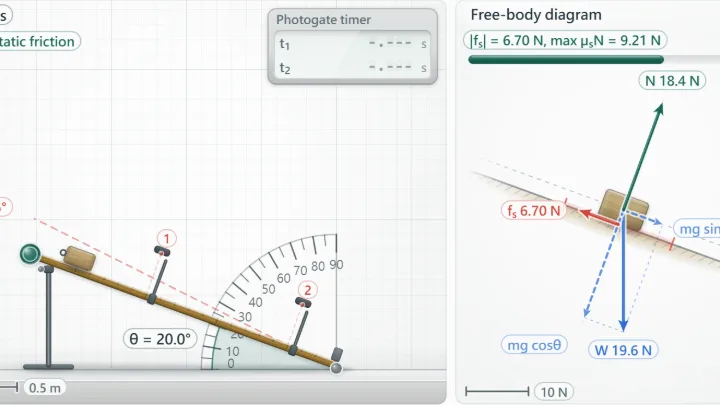 s
tatic friction
Photogate timer
t₁ -.--- s
t₂ -.--- s
1
2
30
40
50
60
70
80
90
10
0
θ = 20.0°
0.5 m
Free-body diagram
|fₛ| = 6.70 N, max μₛN = 9.21 N
N 18.4 N
fₛ 6.70 N
mg sin
mg cosθ
W 19.6 N
10 N